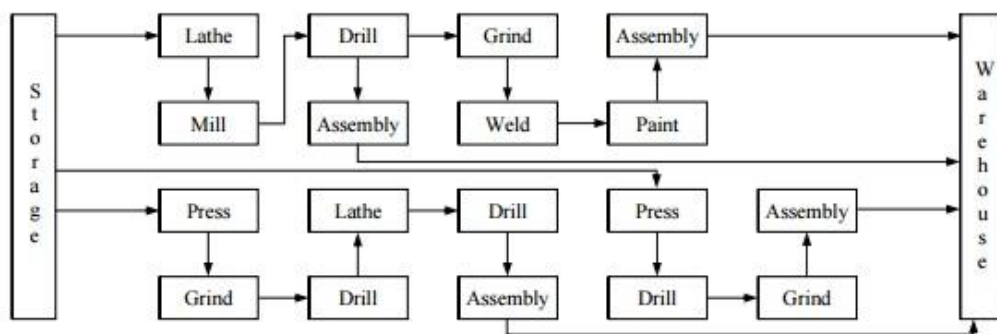 Storage
Lathe
Drill
Grind
Assembly
Mill
Assembly
Weld
Paint
Press
Lathe
Drill
Press
Assembly
Grind
Drill
Assembly
Drill
Grind
Warehouse